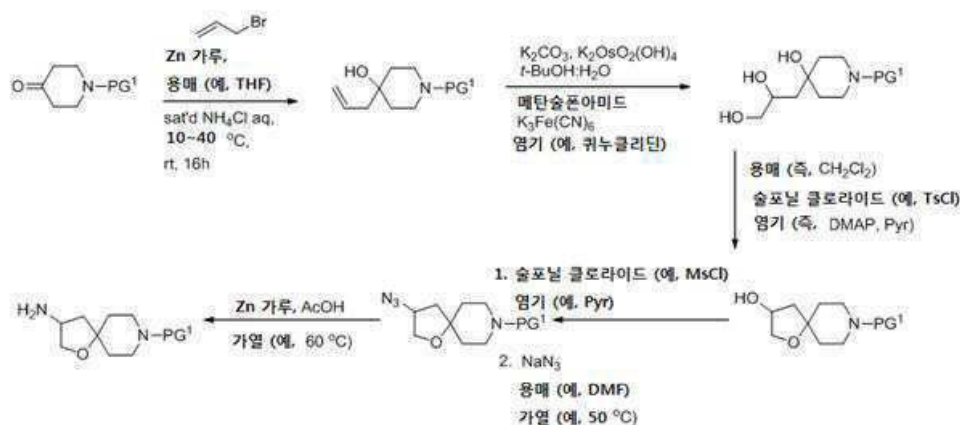 Br
Zn 가루,
용매 (예, THF)
sat'd NH4Cl aq,
10~40 ºC,
rt, 16h
O
N–PG1
HO
N–PG1
K2CO3, K2OsO2(OH)4
t-BuOH:H2O
메탄술폰아미드
K3Fe(CN)6
염기 (예, 퀴누클리딘)
HO
HO
HO
N–PG1
용매 (즉, CH2Cl2)
술포닐 클로라이드 (예, TsCl)
염기 (즉, DMAP, Pyr)
H2N
O
N–PG1
Zn 가루, AcOH
가열 (예, 60 ºC)
N3
O
N–PG1
1. 술포닐 클로라이드 (예, MsCl)
염기 (예, Pyr)
2. NaN3
용매 (예, DMF)
가열 (예, 50 ºC)
HO
O
N–PG1